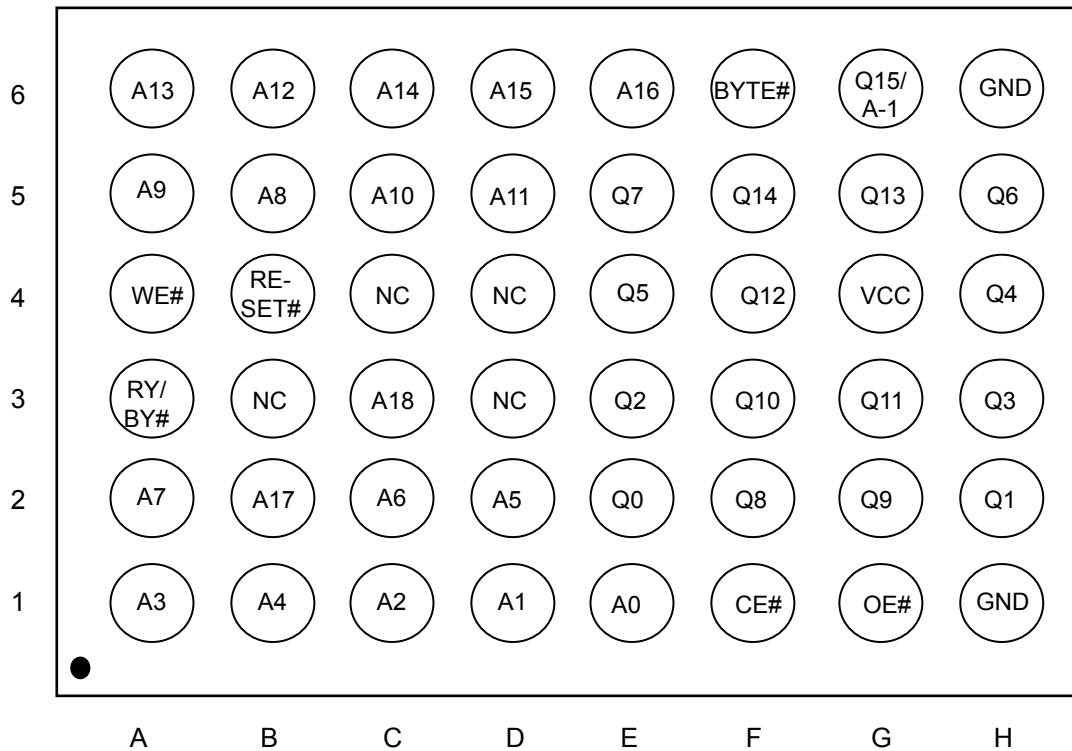 6 A13 A12 A14 A15 A16 BYTE# Q15/ A-1 GND
5 A9 A8 A10 A11 Q7 Q14 Q13 Q6
4 WE# RE- SET# NC NC Q5 Q12 VCC Q4
3 RY/ BY# NC A18 NC Q2 Q10 Q11 Q3
2 A7 A17 A6 A5 Q0 Q8 Q9 Q1
1 A3 A4 A2 A1 A0 CE# OE# GND
A B C D E F G H